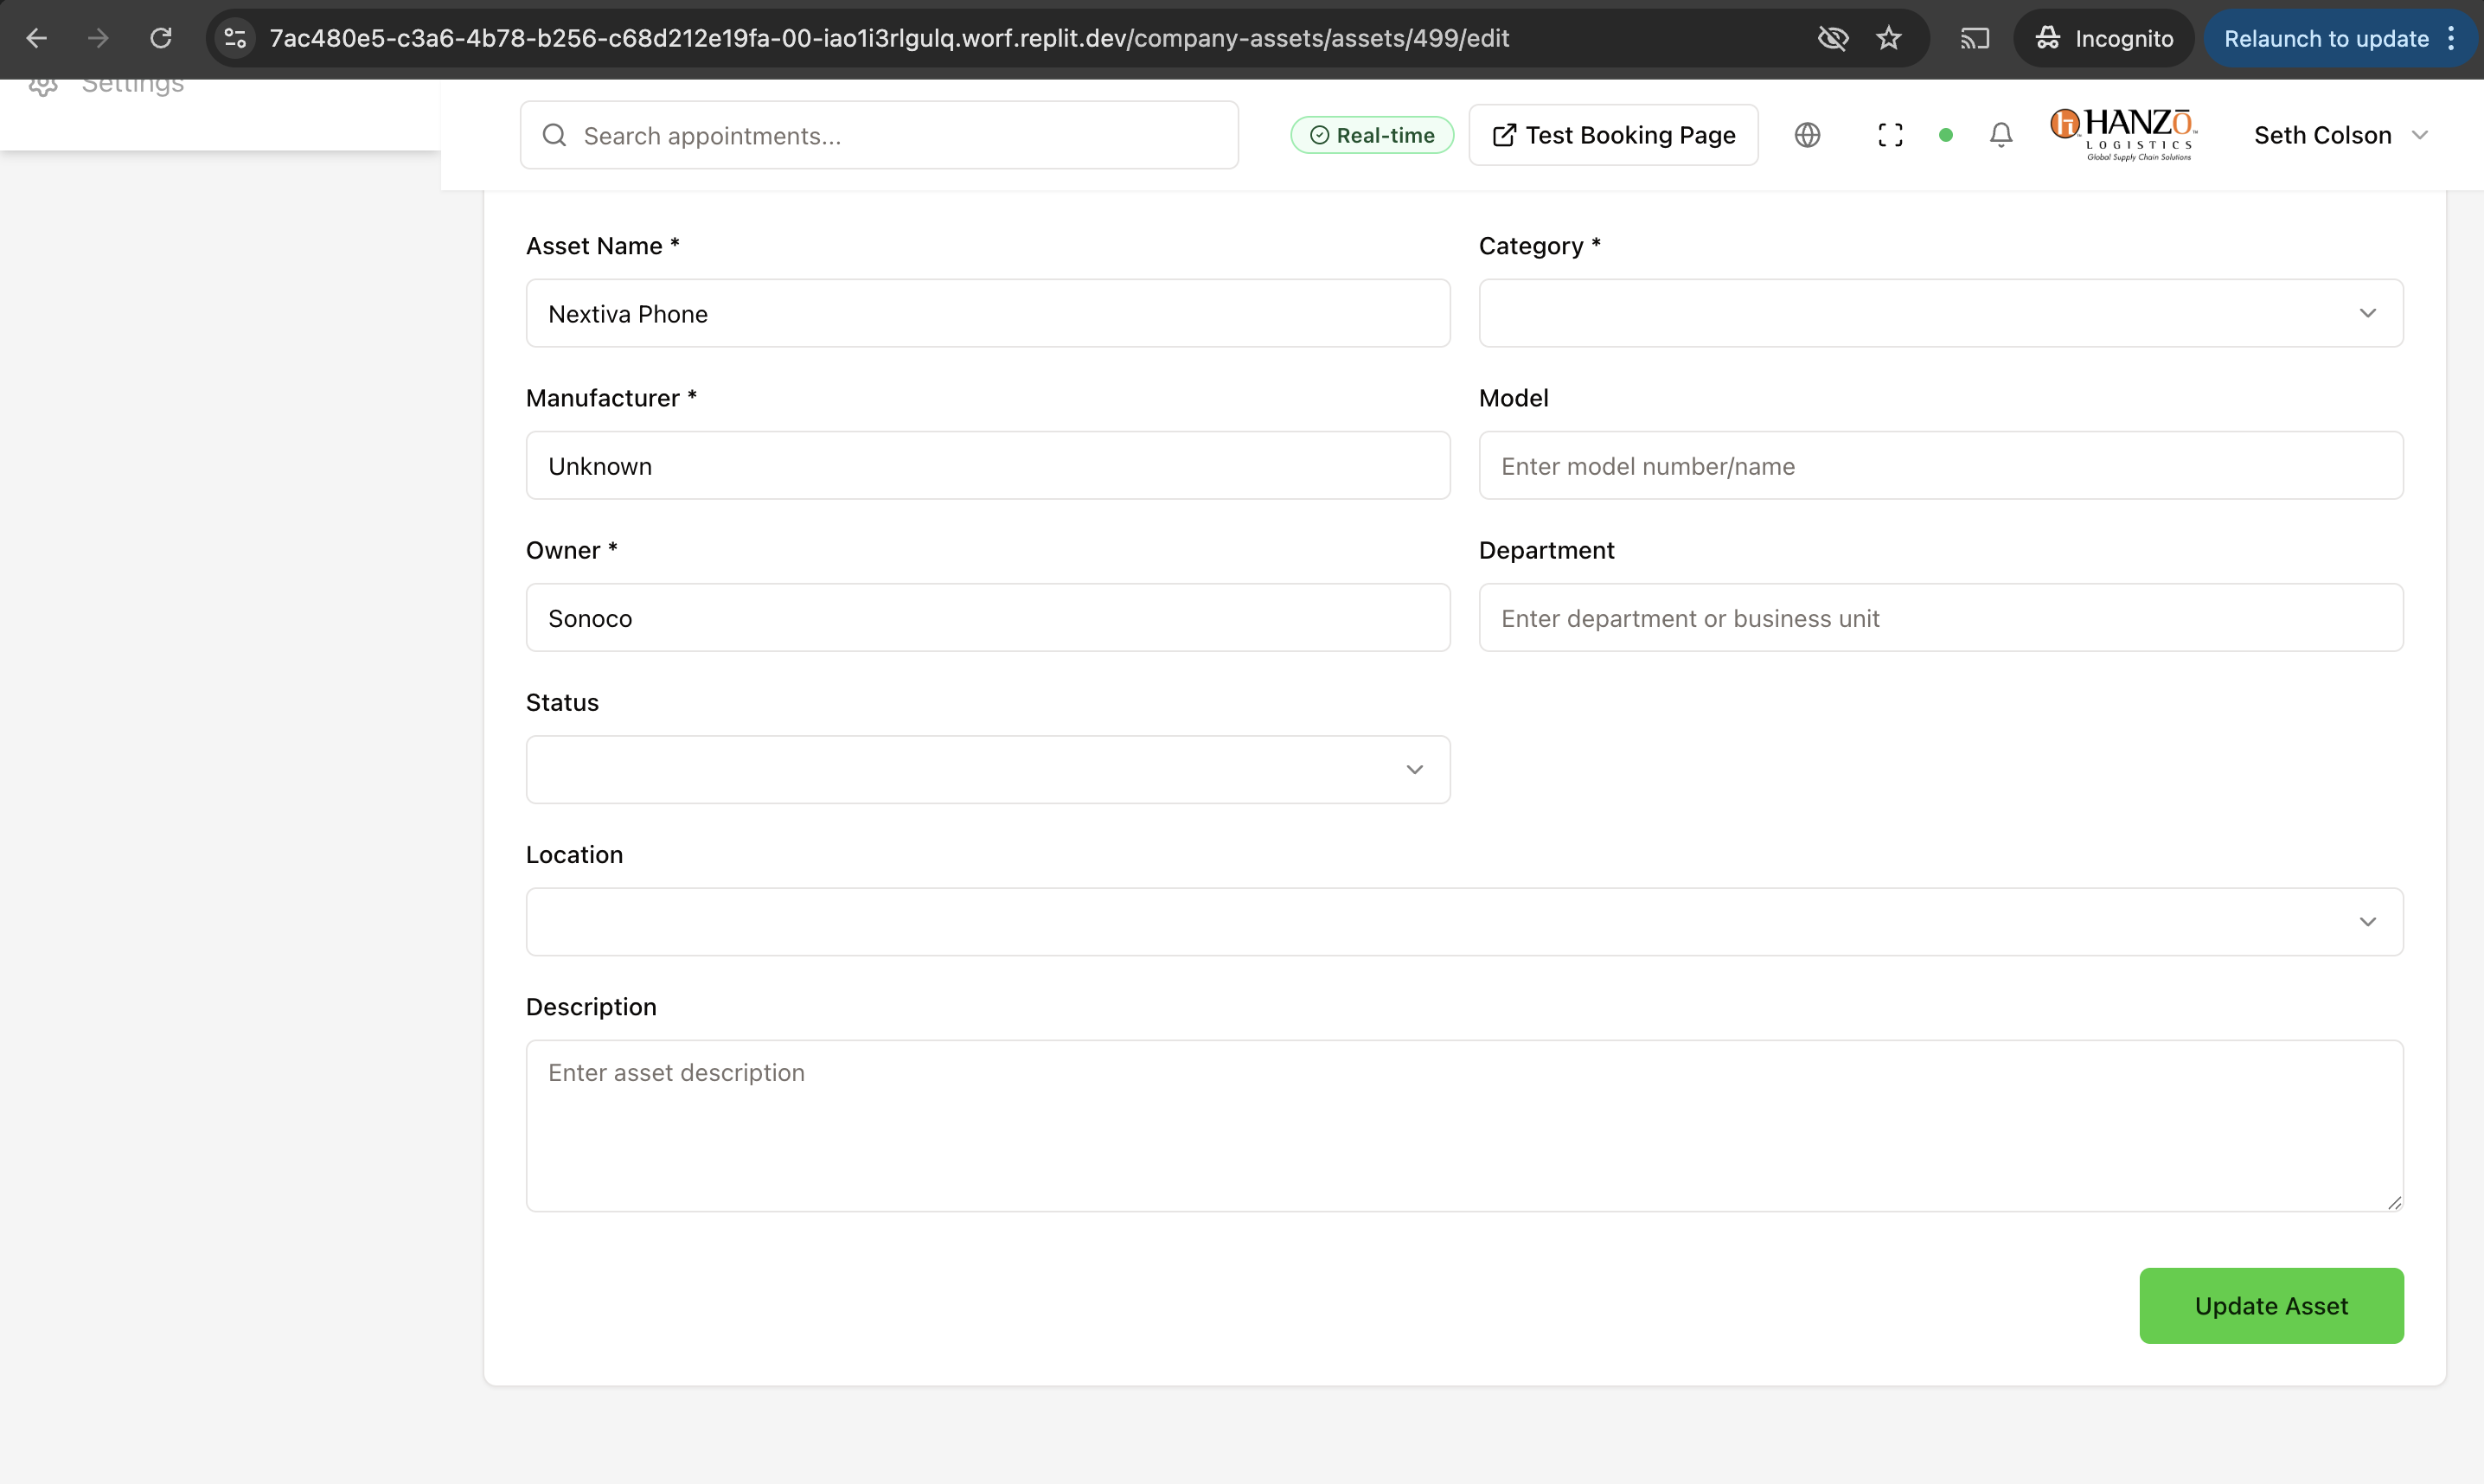 7ac480e5-c3a6-4b78-b256-c68d212e19fa-00-iao1i3rlgulq.worf.replit.dev/company-assets/assets/499/edit
Incognito
Relaunch to update
Settings
Search appointments...
Real-time
Test Booking Page
HANZō
LOGISTICS
Global Supply Chain Solutions
Seth Colson
Asset Name *
Category *
Nextiva Phone
Manufacturer *
Model
Unknown
Enter model number/name
Owner *
Department
Sonoco
Enter department or business unit
Status
Location
Description
Enter asset description
Update Asset